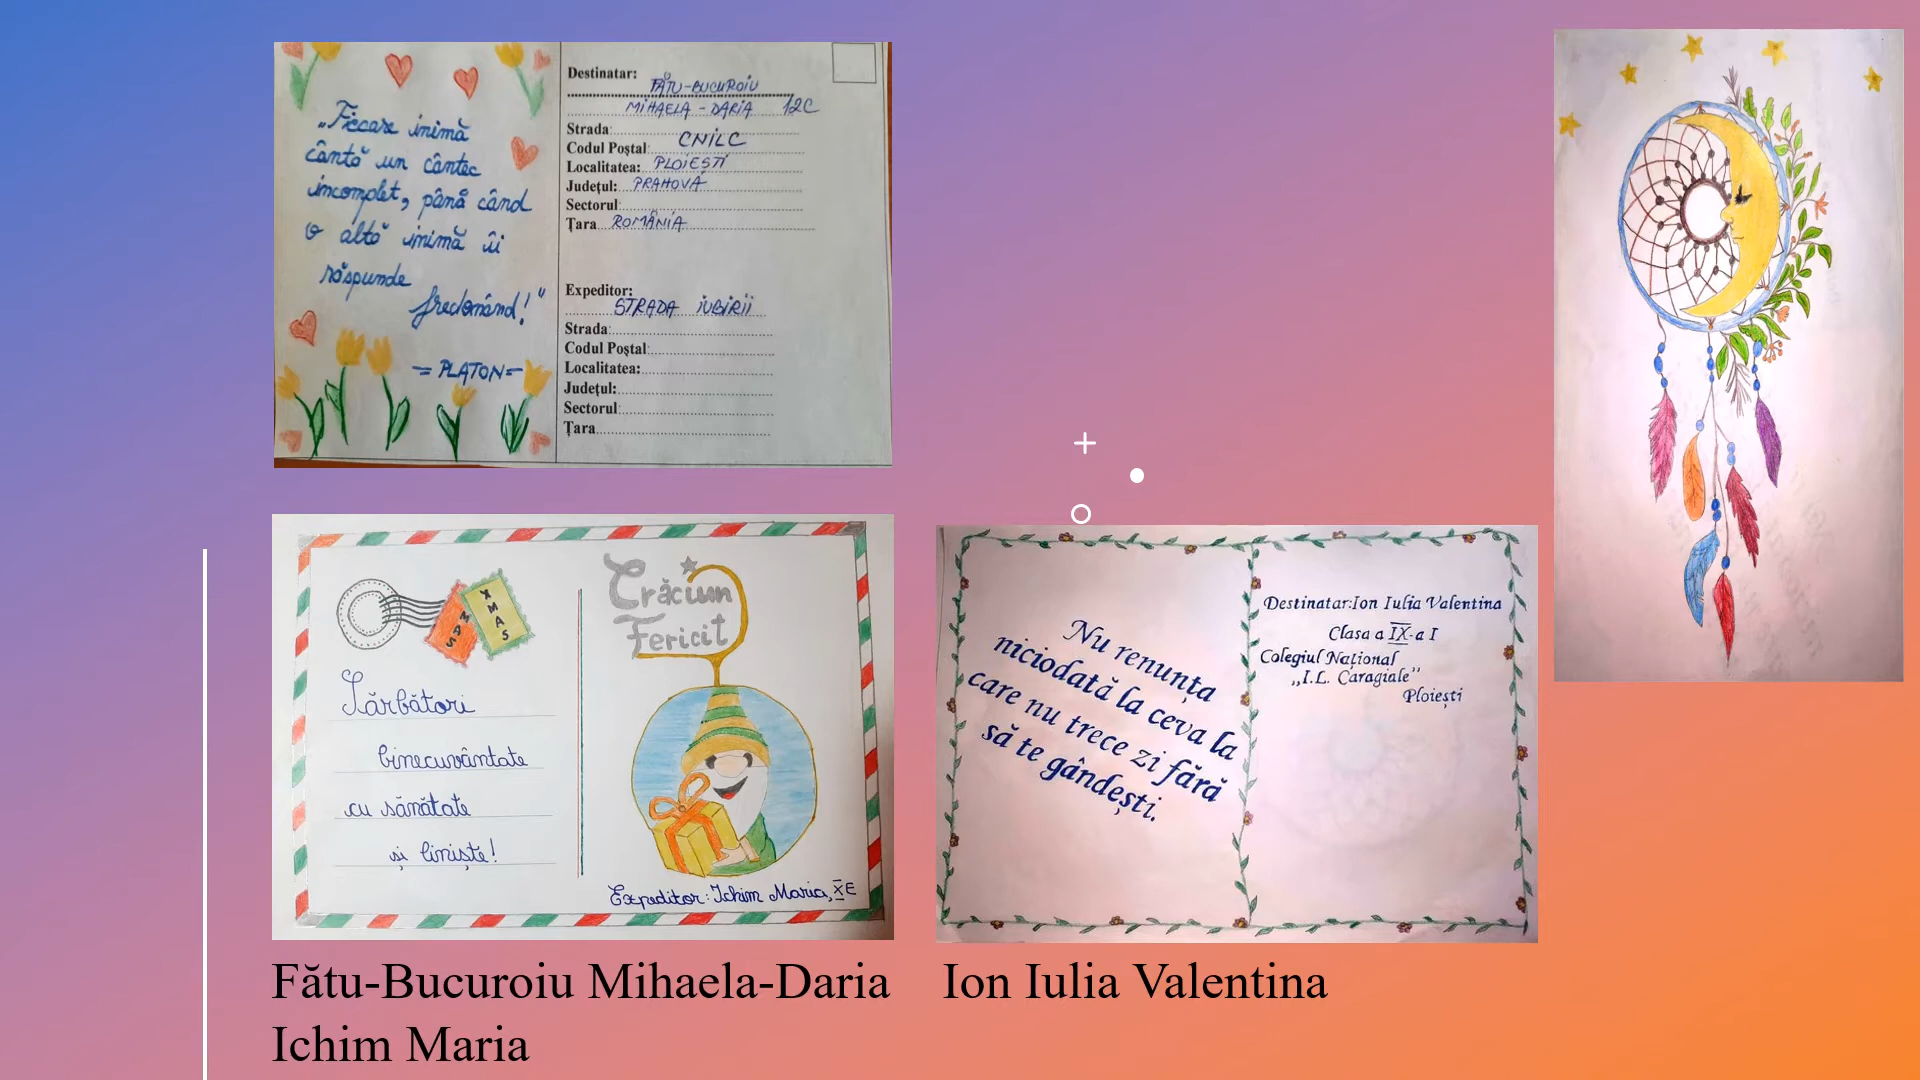 „Fiecare inimă
cântă un cântec
incomplet, până când
o altă inimă îi
răspunde
fredonând!“
= PLATON =
Destinatar: FĂTU-BUCUROIU
MIHAELA - DARIA 12C
Strada:
CNILC
Codul Poștal:
Localitatea: PLOIEȘTI
Județul: PRAHOVA
Sectorul:
Țara ROMÂNIA
Expeditor:
STRADA IUBIRII
Strada:
Codul Poștal:
Localitatea:
Județul:
Sectorul:
Țara
XMAS
MAS
Sărbători
binecuvântate
cu sănătate
și liniște!
Crăciun
Fericit
Expeditor: Ichim Maria, X E
Nu renunța
niciodată la ceva la
care nu trece zi fără
să te gândești.
Destinatar:Ion Iulia Valentina
Clasa a IX-a I
Colegiul Național
„I.L. Caragiale”
Ploiești
Fătu-Bucuroiu Mihaela-Daria
Ichim Maria
Ion Iulia Valentina